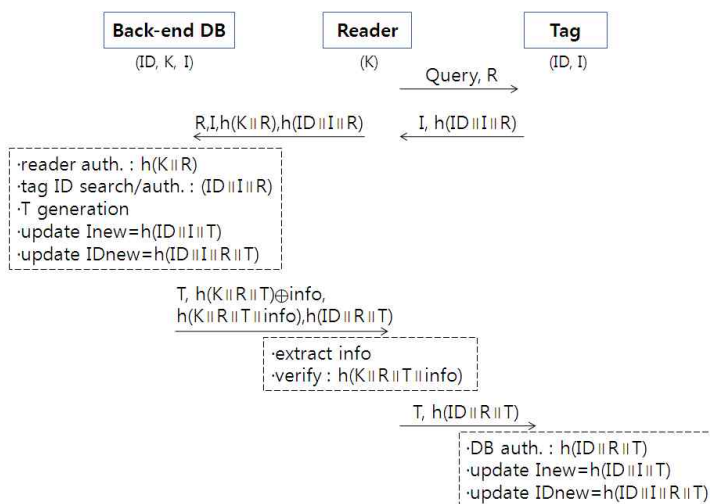 Back-end DB
Reader
Tag
(ID, K, I)
(K)
(ID, I)
Query, R
R,I,h(K∥R),h(ID∥I∥R)
I, h(ID∥I∥R)
·reader auth. : h(K∥R)
·tag ID search/auth. : (ID∥I∥R)
·T generation
·update Inew=h(ID∥I∥T)
·update IDnew=h(ID∥I∥R∥T)
T, h(K∥R∥T)⊕info,
h(K∥R∥T∥info),h(ID∥R∥T)
·extract info
·verify : h(K∥R∥T∥info)
T, h(ID∥R∥T)
·DB auth. : h(ID∥R∥T)
·update Inew=h(ID∥I∥T)
·update IDnew=h(ID∥I∥R∥T)